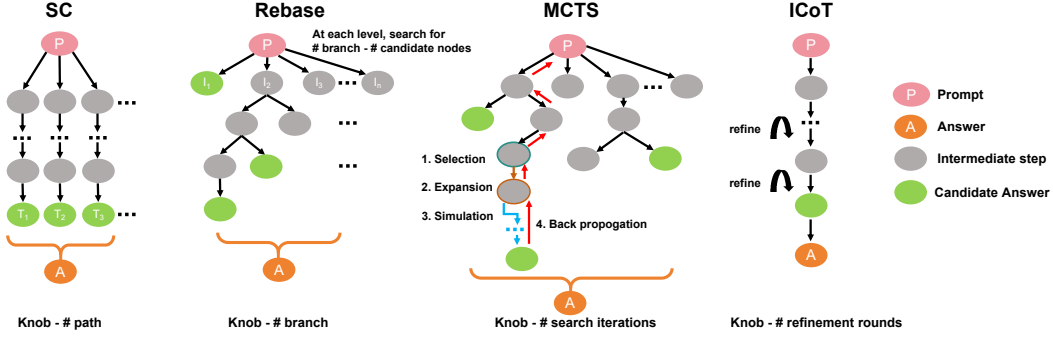 SC
Rebase
MCTS
ICoT
P
P
At each level, search for
# branch - # candidate nodes
P
P
I1
I2
I3
In
refine
refine
P Prompt
A Answer
Intermediate step
Candidate Answer
1. Selection
2. Expansion
3. Simulation
4. Back propogation
T1
T2
T3
A
A
A
A
Knob - # path
Knob - # branch
Knob - # search iterations
Knob - # refinement rounds